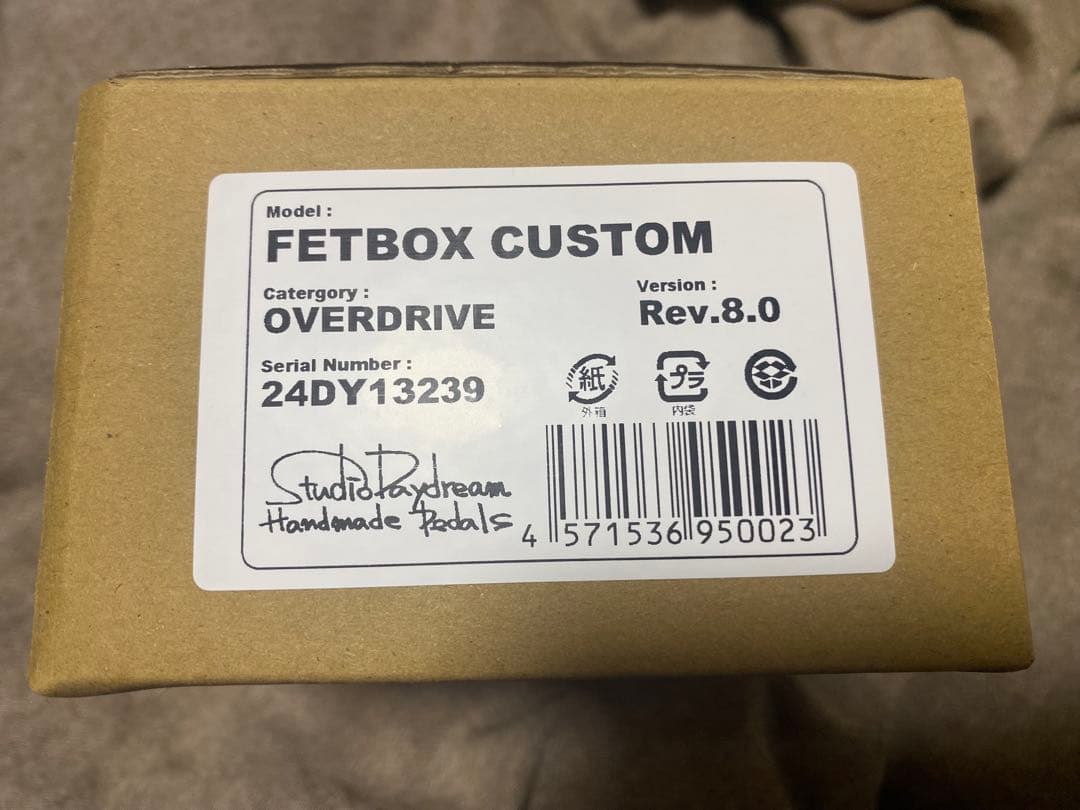 Model :
FETBOX CUSTOM
Catergory :
OVERDRIVE
Version :
Rev.8.0
Serial Number :
24DY13239
紙
外箱
プラ
内袋
StudioDaydream
Handmade Pedals
4 571536 950023